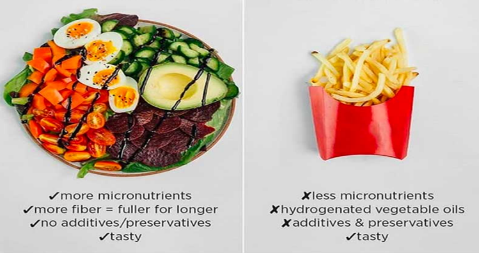 ✓more micronutrients
✓more fiber = fuller for longer
✓no additives/preservatives
✓tasty
✗less micronutrients
✗hydrogenated vegetable oils
✗additives & preservatives
✓tasty